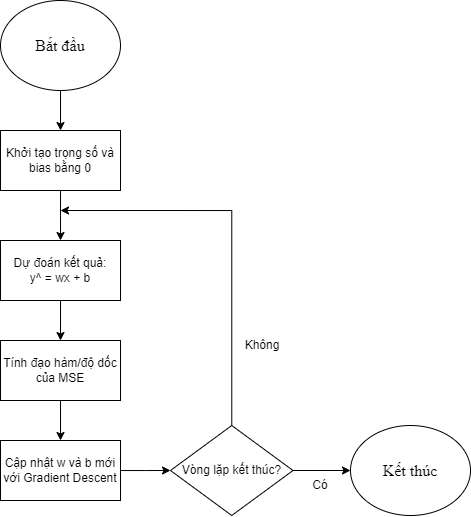 Bắt đầu
Khởi tạo trọng số và
bias bằng 0
Dự đoán kết quả:
y^ = wx + b
Tính đạo hàm/độ dốc
của MSE
Cập nhật w và b mới
với Gradient Descent
Vòng lặp kết thúc?
Không
Có
Kết thúc